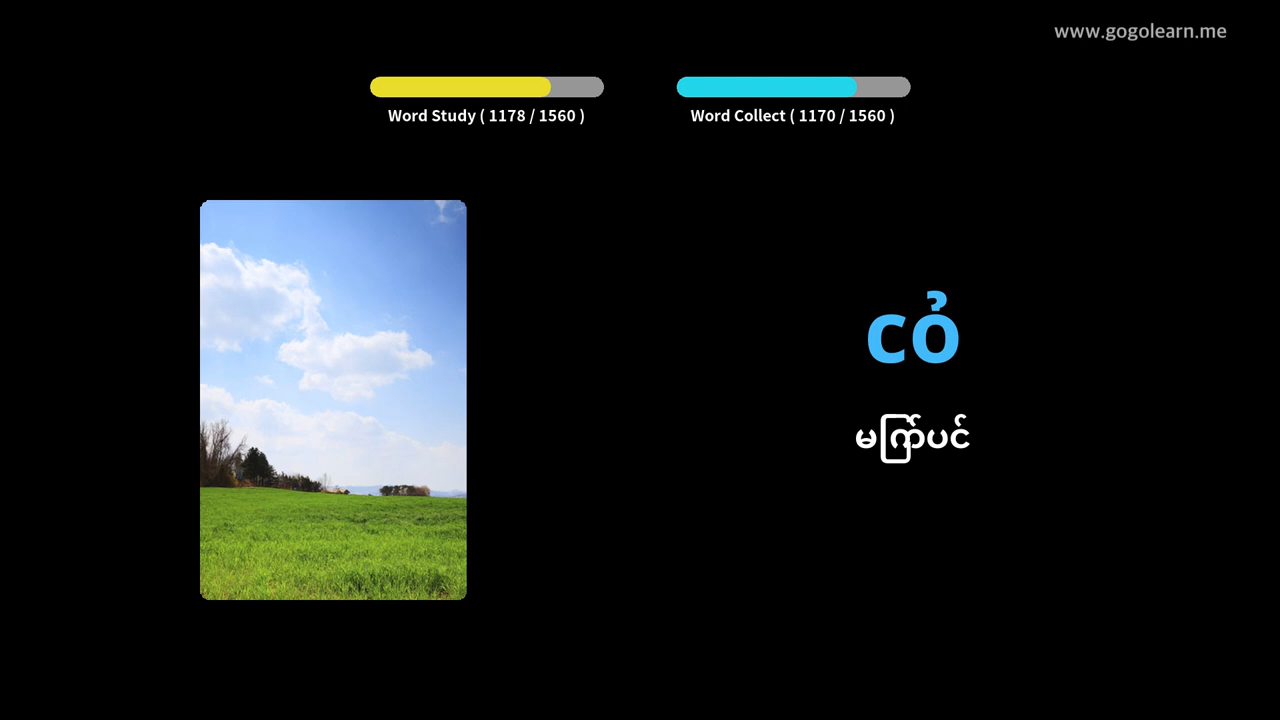 www.gogolearn.me
Word Study ( 1178 / 1560 )
Word Collect ( 1170 / 1560 )
cỏ
မြက်ပင်